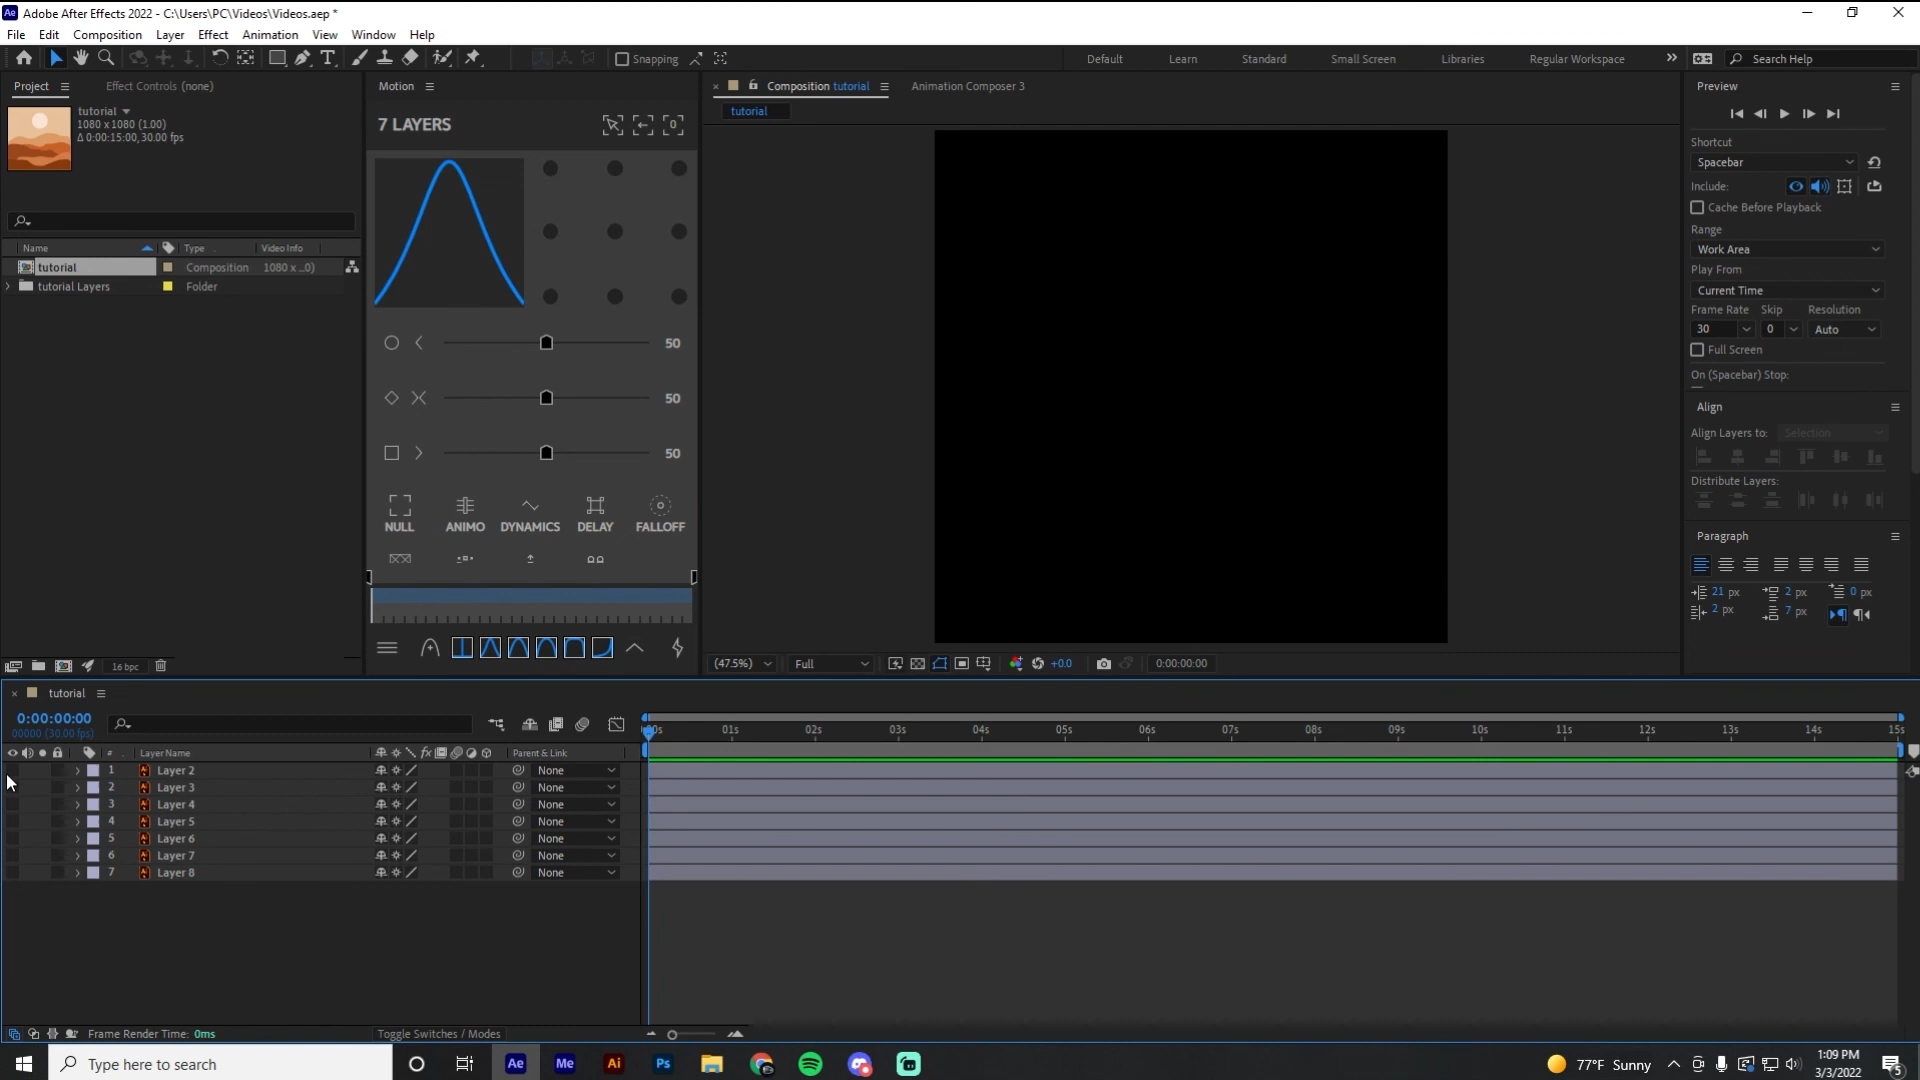 Adobe After Effects 2022 - C:\Users\PC\Videos\Videos.aep *
File Edit Composition Layer Effect Animation View Window Help
Snapping Default Learn Standard Small Screen Libraries Regular Workspace Search Help
Project Effect Controls (none)
tutorial
1080 x 1080 (1.00)
Δ 0:00:15:00, 30.00 fps
Name Type Video Info
tutorial Composition 1080 x ...0)
tutorial Layers Folder
16 bpc
Motion
7 LAYERS
50
50
50
NULL ANIMO DYNAMICS DELAY FALLOFF
Composition tutorial Animation Composer 3
tutorial
(47.5%) Full +0.0 0:00:00:00
Preview
Shortcut
Spacebar
Include:
Cache Before Playback
Range
Work Area
Play From
Current Time
Frame Rate Skip Resolution
30 0 Auto
Full Screen
On (Spacebar) Stop:
Align
Align Layers to: Selection
Distribute Layers:
Paragraph
21 px 2 px 0 px
2 px 7 px
tutorial
0:00:00:00
00000 (30.00 fps)
# Layer Name fx Parent & Link
:00s 01s 02s 03s 04s 05s 06s 07s 08s 09s 10s 11s 12s 13s 14s 15s
1 Layer 2 None
2 Layer 3 None
3 Layer 4 None
4 Layer 5 None
5 Layer 6 None
6 Layer 7 None
7 Layer 8 None
Frame Render Time: 0ms Toggle Switches / Modes
Type here to search Ae Me Ai Ps 77°F Sunny 1:09 PM
3/3/2022 5